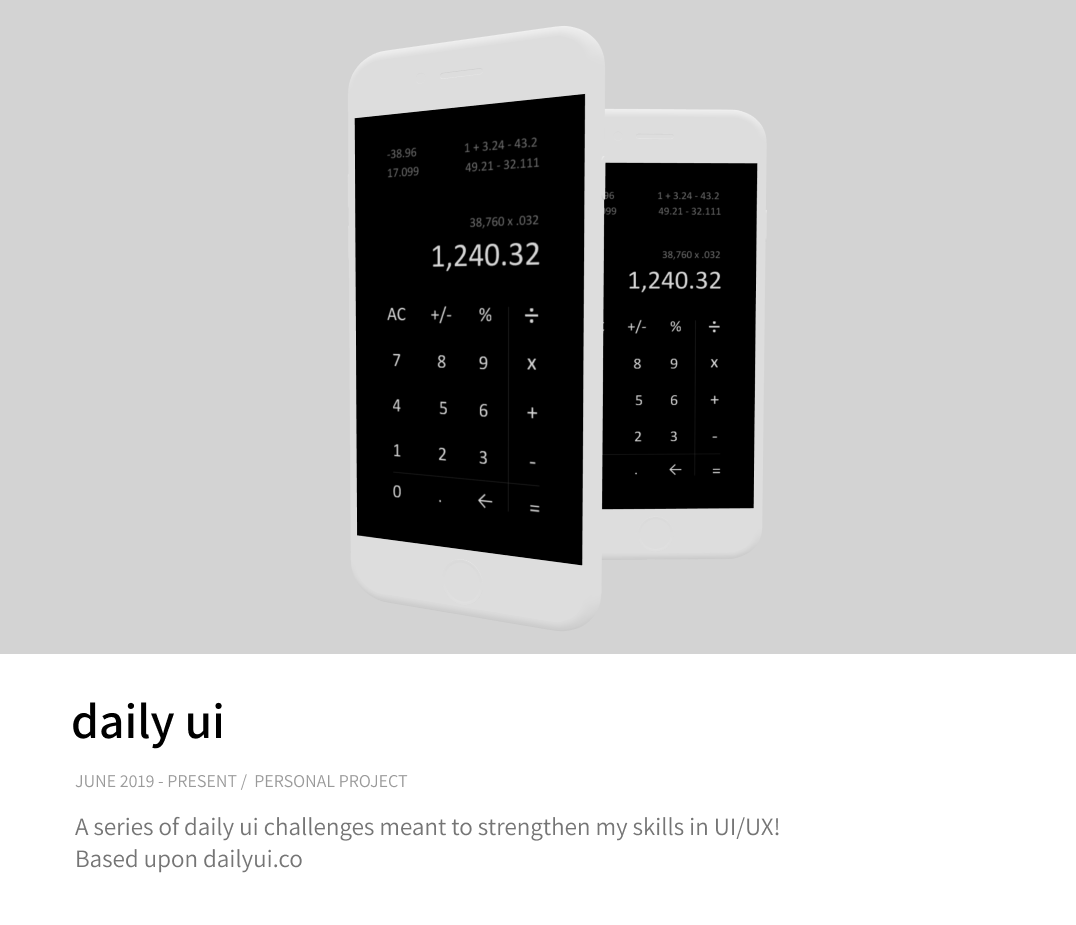 -38.96 1 + 3.24 - 43.2
17.099 49.21 - 32.111
38,760 x .032
1,240.32
AC +/- % ÷
7 8 9 x
4 5 6 +
1 2 3 -
0 . ← =
96 1 + 3.24 - 43.2
099 49.21 - 32.111
38,760 x .032
1,240.32
+/- % ÷
8 9 x
5 6 +
2 3 -
. ← =
daily ui
JUNE 2019 - PRESENT / PERSONAL PROJECT
A series of daily ui challenges meant to strengthen my skills in UI/UX!
Based upon dailyui.co